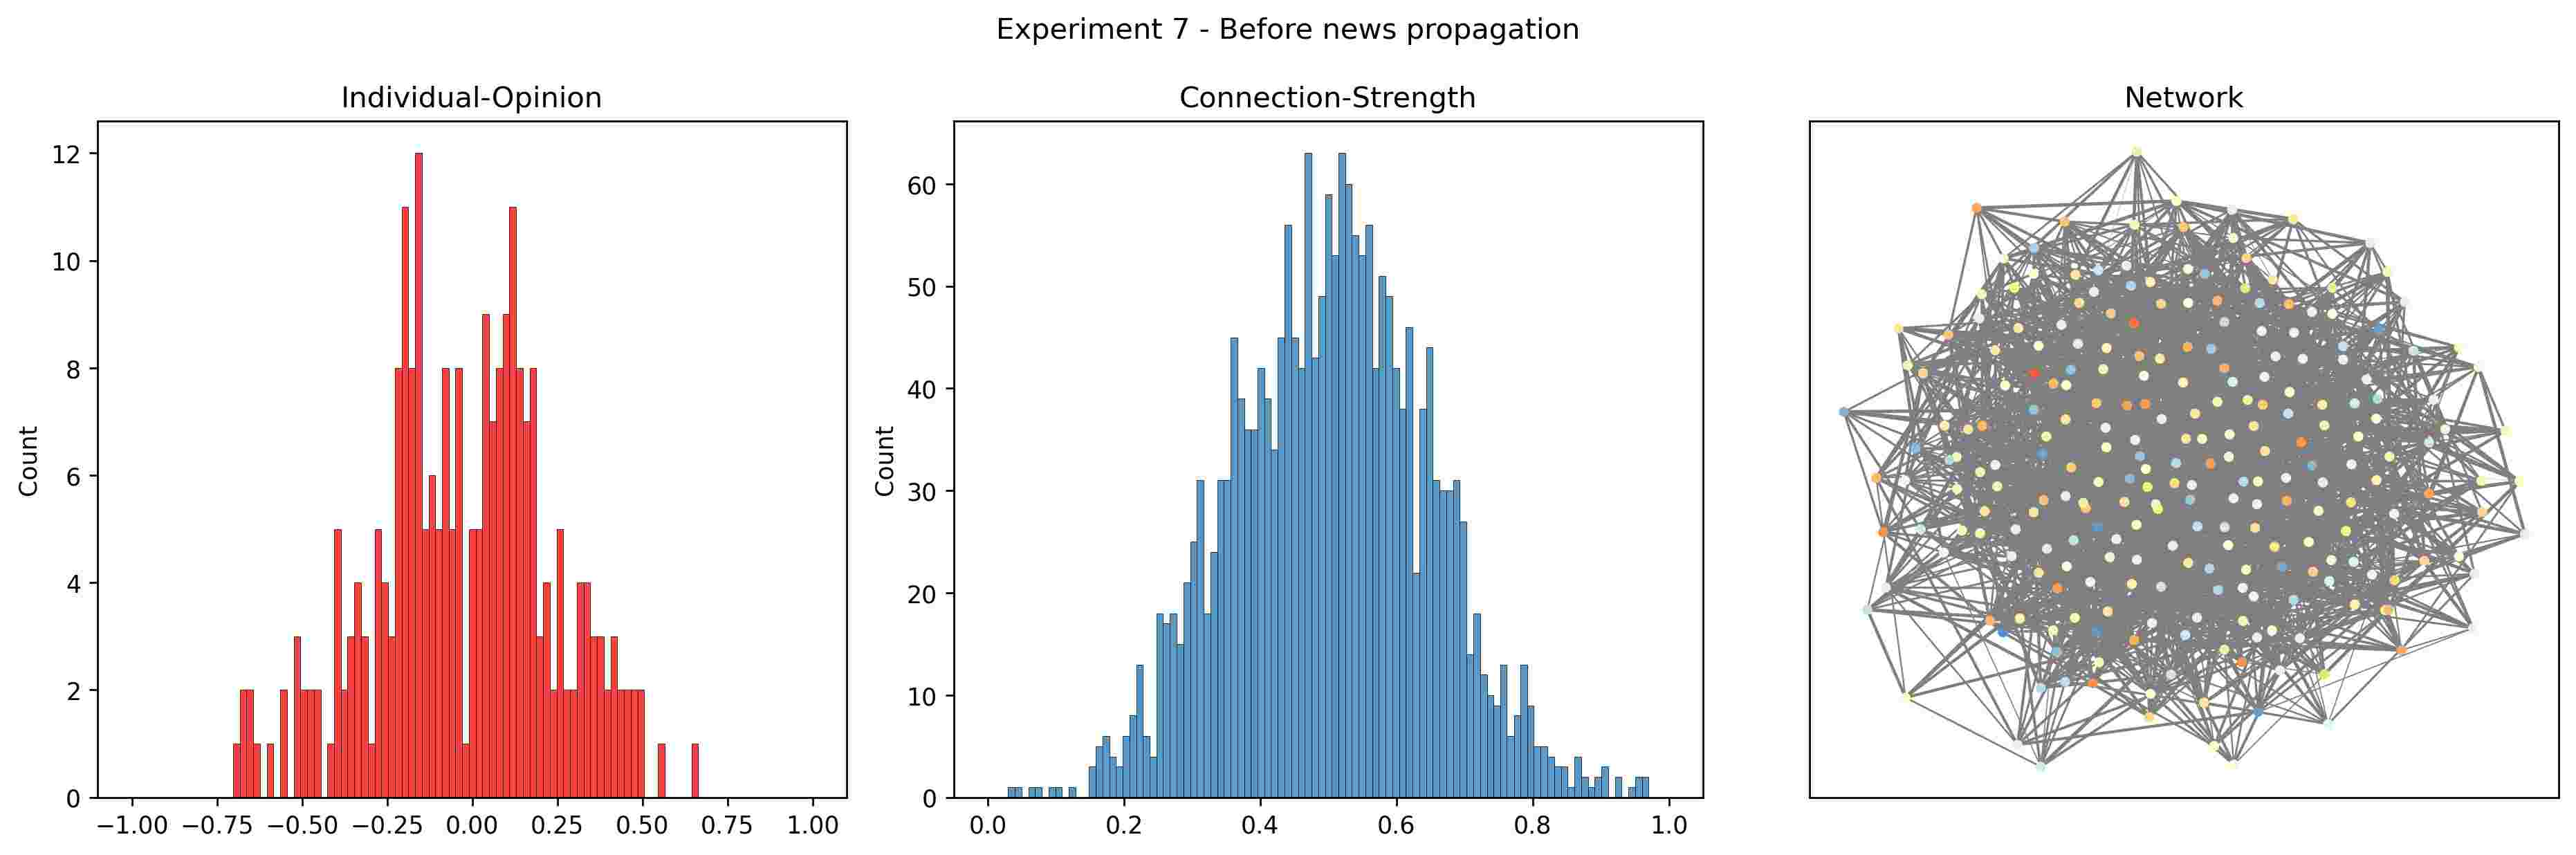 Experiment 7 - Before news propagation
Individual-Opinion
Count
12
10
8
6
4
2
0
−1.00 −0.75 −0.50 −0.25 0.00 0.25 0.50 0.75 1.00
Connection-Strength
Count
60
50
40
30
20
10
0
0.0 0.2 0.4 0.6 0.8 1.0
Network